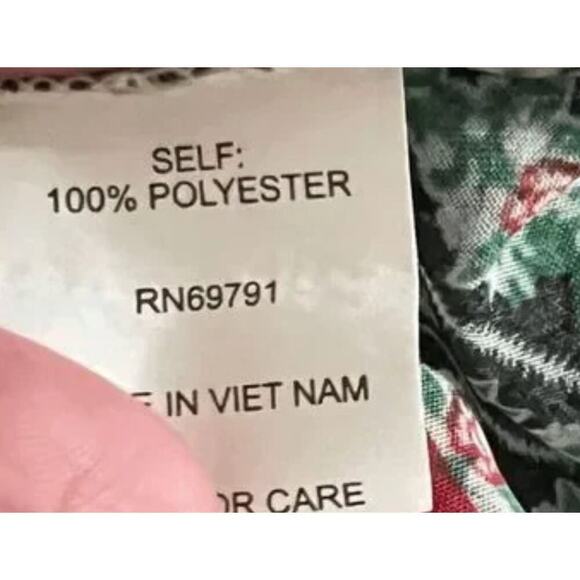 SELF:
100% POLYESTER
RN69791
IN VIET NAM
CARE